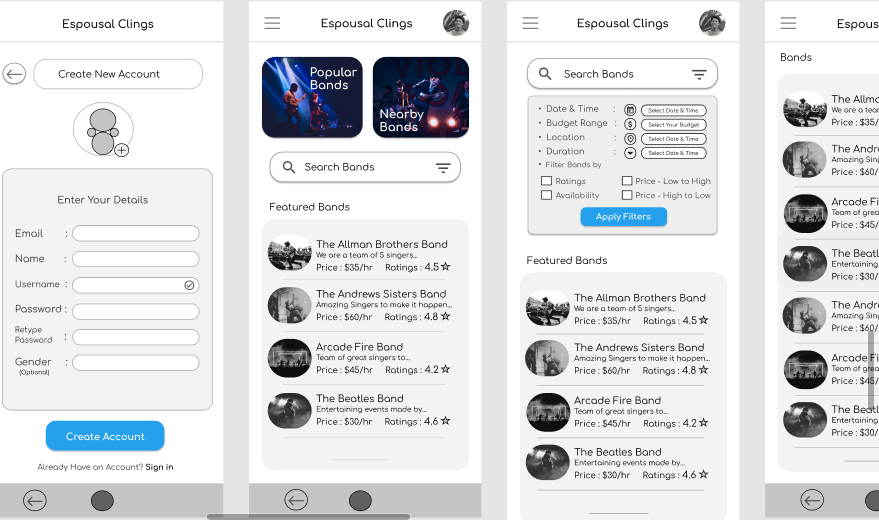 Espousal Clings
Create New Account
Enter Your Details
Email :
Name :
Username :
Password :
Retype
Password :
Gender :
(Optional)
Create Account
Already Have an Account? Sign in
Espousal Clings
Popular
Bands
Nearby
Bands
Search Bands
Featured Bands
The Allman Brothers Band
We are a team of 5 singers...
Price : $35/hr Ratings : 4.5
The Andrews Sisters Band
Amazing Singers to make it happen...
Price : $60/hr Ratings : 4.8
Arcade Fire Band
Team of great singers to...
Price : $45/hr Ratings : 4.2
The Beatles Band
Entertaining events made by...
Price : $30/hr Ratings : 4.6
Espousal Clings
Search Bands
• Date & Time : Select Date & Time
• Budget Range : $ Select Your Budget
• Location : Select Date & Time
• Duration : Select Date & Time
• Filter Bands by
Ratings Price - Low to High
Availability Price - High to Low
Apply Filters
Featured Bands
The Allman Brothers Band
We are a team of 5 singers...
Price : $35/hr Ratings : 4.5
The Andrews Sisters Band
Amazing Singers to make it happen...
Price : $60/hr Ratings : 4.8
Arcade Fire Band
Team of great singers to...
Price : $45/hr Ratings : 4.2
The Beatles Band
Entertaining events made by...
Price : $30/hr Ratings : 4.6
Espous
Bands
The Allma
We are a team
Price : $35/
The Andre
Amazing Sing
Price : $60/
Arcade Fi
Team of grea
Price : $45/
The Beatl
Entertaining
Price : $30/
The Andre
Amazing Sing
Price : $60/
Arcade Fi
Team of grea
Price : $45/
The Beatl
Entertaining
Price : $30/